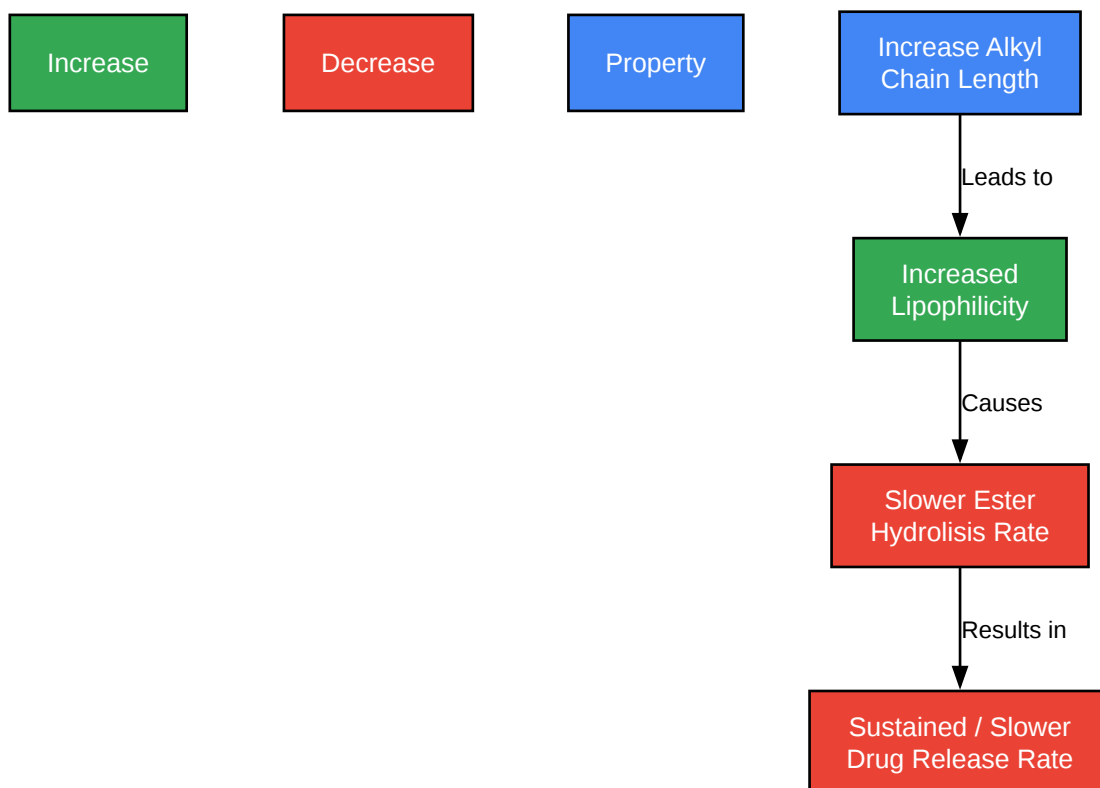 Increase
Decrease
Property
Increase Alkyl
Chain Length
Leads to
Increased
Lipophilicity
Causes
Slower Ester
Hydrolisis Rate
Results in
Sustained / Slower
Drug Release Rate